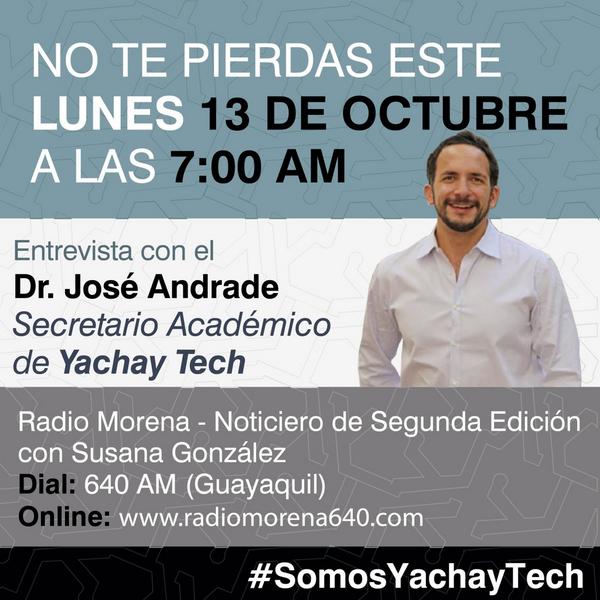 NO TE PIERDAS ESTE
LUNES 13 DE OCTUBRE
A LAS 7:00 AM
Entrevista con el
Dr. José Andrade
Secretario Académico
de Yachay Tech
Radio Morena - Noticiero de Segunda Edición
con Susana González
Dial: 640 AM (Guayaquil)
Online: www.radiomorena640.com
#SomosYachayTech